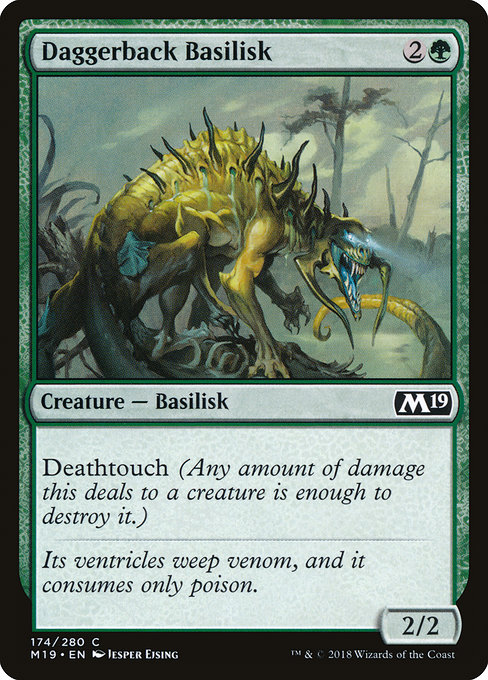 Daggerback Basilisk 2
Creature — Basilisk M19
Deathtouch (Any amount of damage
this deals to a creature is enough to
destroy it.)
Its ventricles weep venom, and it
consumes only poison.
2/2
174/280 C
M19 • EN Jesper Eising ™ & © 2018 Wizards of the Coast